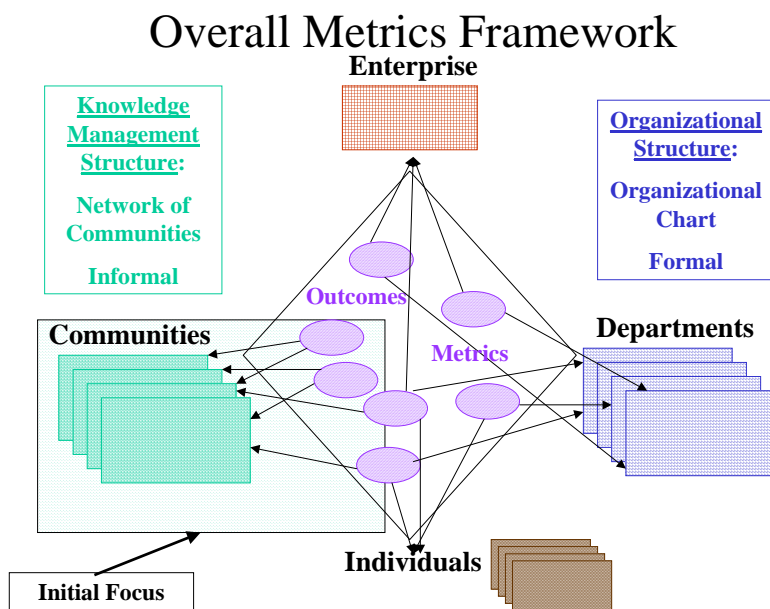 Overall Metrics Framework
Enterprise
Knowledge
Management
Structure:
Network of
Communities
Informal
Organizational
Structure:
Organizational
Chart
Formal
Outcomes
Communities
Metrics
Departments
Individuals
Initial Focus